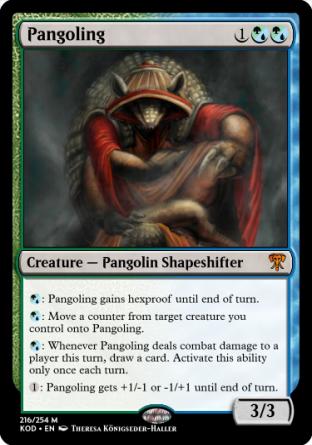 Pangoling 1
Creature — Pangolin Shapeshifter
: Pangoling gains hexproof until end of turn.
: Move a counter from target creature you
control onto Pangoling.
: Whenever Pangoling deals combat damage to a
player this turn, draw a card. Activate this ability
only once each turn.
1: Pangoling gets +1/-1 or -1/+1 until end of turn.
3/3
216/254 M
KOD • EN Theresa Königseder-Haller